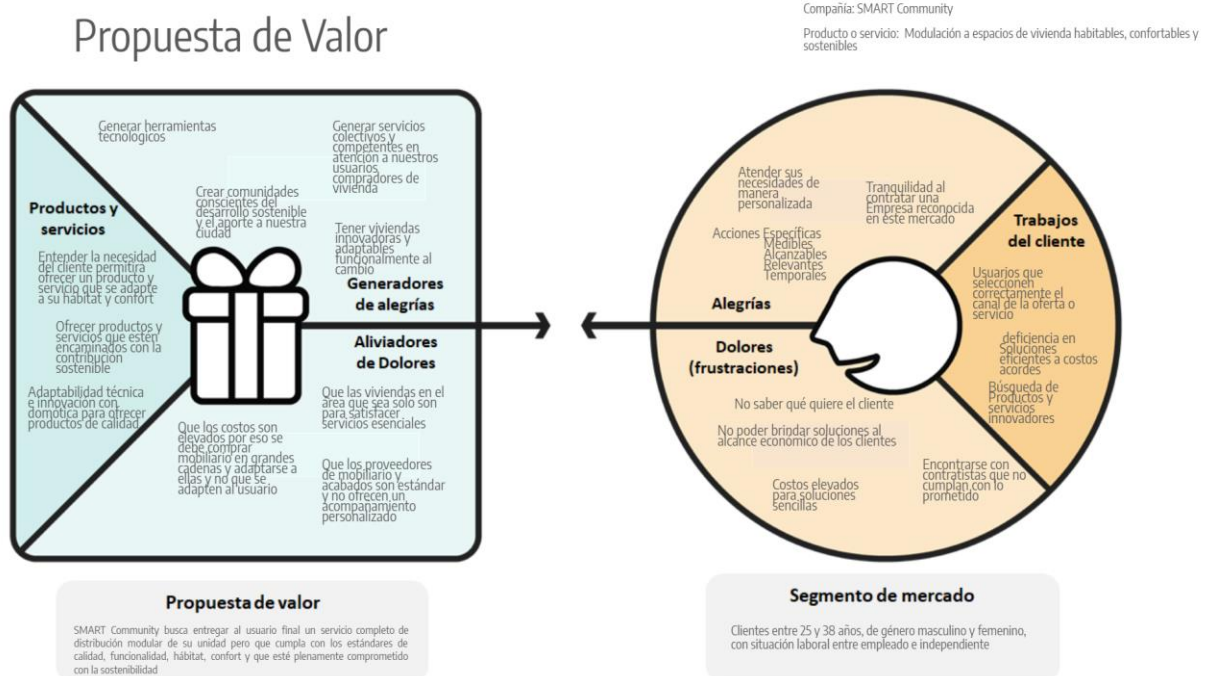 Propuesta de Valor
Compañía: SMART Community
Producto o servicio: Modulación a espacios de vivienda habitables, confortables y
sostenibles
Generar herramientas
tecnológicos
Generar servicios
colectivos y
competentes en
atención a nuestros
usuarios
compradores de
vivienda
Crear comunidades
conscientes del
desarrollo sostenible
y el aporte a nuestra
ciudad
Tener viviendas
innovadoras y
adaptables
funcionalmente al
cambio
Productos y
servicios
Entender la necesidad
del cliente permitirá
ofrecer un producto y
servicio que se adapte
a su hábitat y confort
Ofrecer productos y
servicios que estén
encaminados con la
contribución
sostenible
Adaptabilidad técnica
e innovación con
domótica para ofrecer
productos de calidad
Generadores
de alegrías
Aliviadores
de Dolores
Que las viviendas en el
área que sea solo son
para satisfacer
servicios esenciales
Que los costos son
elevados por eso se
debe comprar
mobiliario en grandes
cadenas y adaptarse a
ellas y no que se
adapten al usuario
Que los proveedores
de mobiliario y
acabados son estándar
y no ofrecen un
acompañamiento
personalizado
Atender sus
necesidades de
manera
personalizada
Tranquilidad al
contratar una
Empresa reconocida
en este mercado
Acciones Específicas
Medibles
Alcanzables
Relevantes
Temporales
Alegrías
Dolores
(frustraciones)
Trabajos
del cliente
Usuarios que
seleccionen
correctamente el
canal de la oferta o
servicio
deficiencia en
Soluciones
eficientes a costos
acordes
Búsqueda de
Productos y
servicios
innovadores
No saber qué quiere el cliente
No poder brindar soluciones al
alcance económico de los clientes
Costos elevados
para soluciones
sencillas
Encontrarse con
contratistas que no
cumplan con lo
prometido
Propuesta de valor
SMART Community busca entregar al usuario final un servicio completo de
distribución modular de su unidad pero que cumpla con los estándares de
calidad, funcionalidad, hábitat, confort y que esté plenamente comprometido
con la sostenibilidad
Segmento de mercado
Clientes entre 25 y 38 años, de género masculino y femenino,
con situación laboral entre empleado e independiente